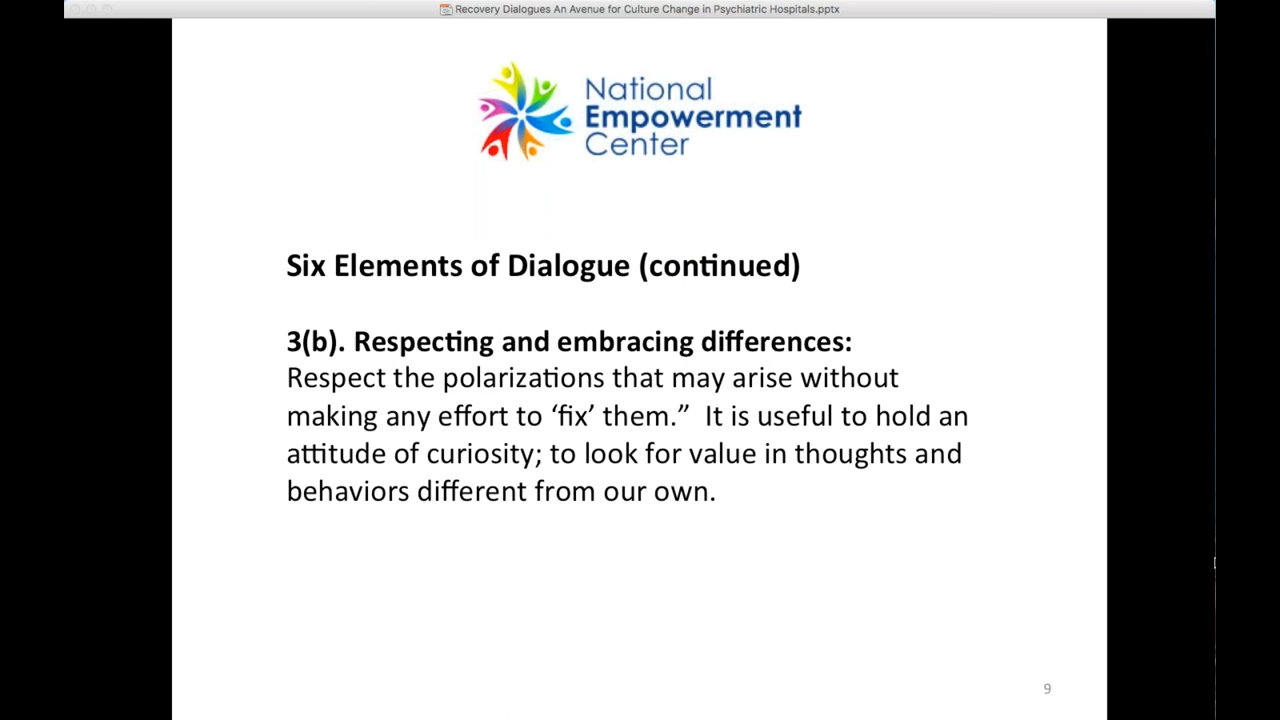 Recovery Dialogues An Avenue for Culture Change in Psychiatric Hospitals.pptx
National
Empowerment
Center
Six Elements of Dialogue (continued)
3(b). Respecting and embracing differences:
Respect the polarizations that may arise without
making any effort to ‘fix’ them.”  It is useful to hold an
attitude of curiosity; to look for value in thoughts and
behaviors different from our own.
9